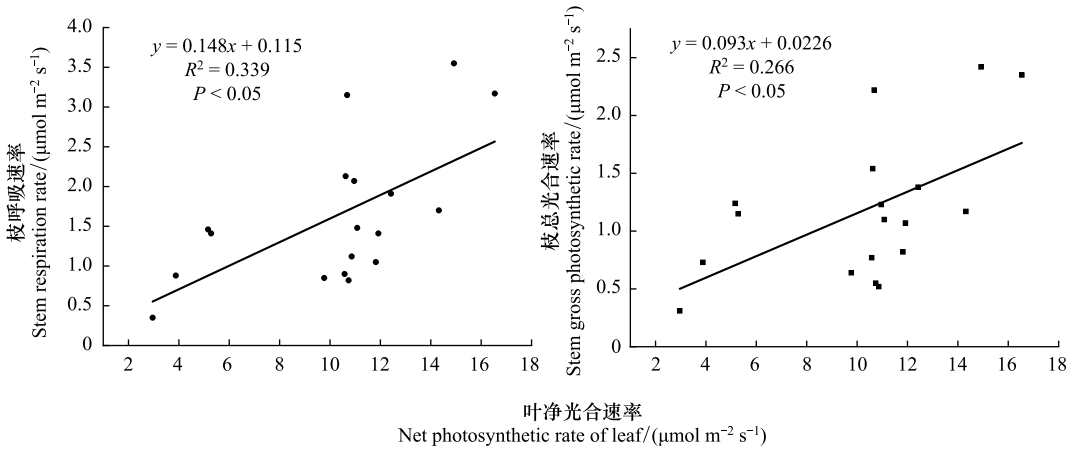 y = 0.148x + 0.115
R² = 0.339
P < 0.05
4.0
3.5
3.0
2.5
2.0
1.5
1.0
0.5
0
2 4 6 8 10 12 14 16 18
枝呼吸速率
Stem respiration rate/(μmol m⁻² s⁻¹)
y = 0.093x + 0.0226
R² = 0.266
P < 0.05
2.5
2.0
1.5
1.0
0.5
0
2 4 6 8 10 12 14 16 18
枝总光合速率
Stem gross photosynthetic rate/(μmol m⁻² s⁻¹)
叶净光合速率
Net photosynthetic rate of leaf/(μmol m⁻² s⁻¹)